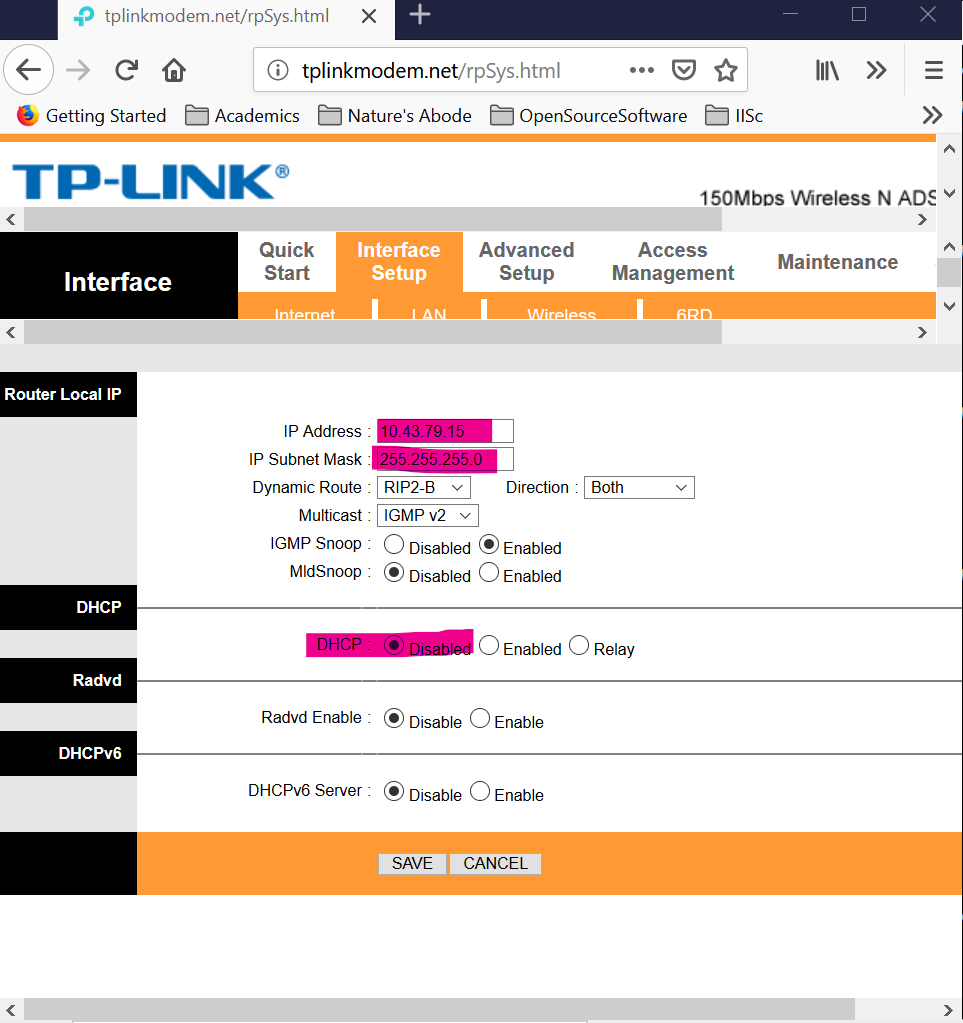 tplinkmodem.net/rpSys.html
tplinkmodem.net/rpSys.html
Getting Started Academics Nature's Abode OpenSourceSoftware IISc
TP-LINK®
150Mbps Wireless N ADS
Interface
Quick Start Interface Setup Advanced Setup Access Management Maintenance
Internet LAN Wireless 6RD
Router Local IP
IP Address : 10.43.79.15
IP Subnet Mask : 255.255.255.0
Dynamic Route : RIP2-B Direction : Both
Multicast : IGMP v2
IGMP Snoop : Disabled Enabled
MldSnoop : Disabled Enabled
DHCP
DHCP : Disabled Enabled Relay
Radvd
Radvd Enable : Disable Enable
DHCPv6
DHCPv6 Server : Disable Enable
SAVE CANCEL